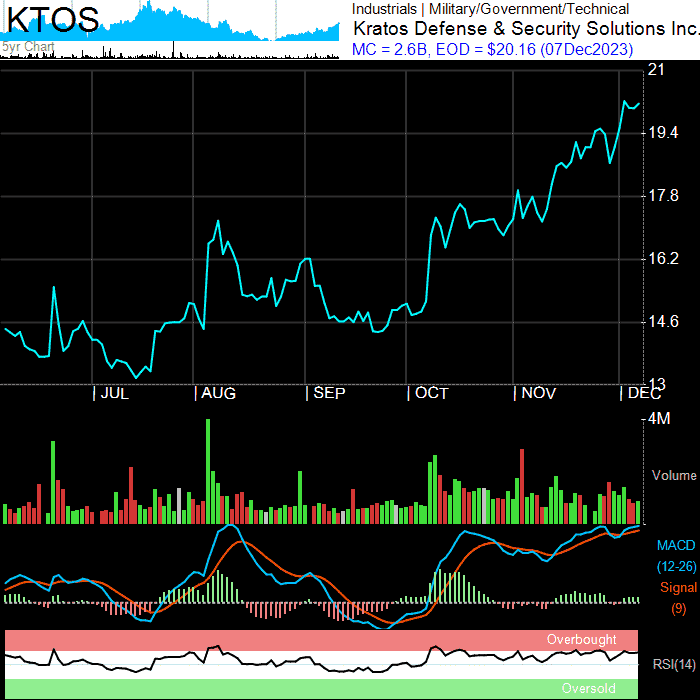 KTOS
5yr Chart
Industrials | Military/Government/Technical
Kratos Defense & Security Solutions Inc.
MC = 2.6B, EOD = $20.16 (07Dec2023)
21
19.4
17.8
16.2
14.6
13
JUL AUG SEP OCT NOV DEC
4M
Volume
MACD
(12-26)
Signal
(9)
Overbought
RSI(14)
Oversold